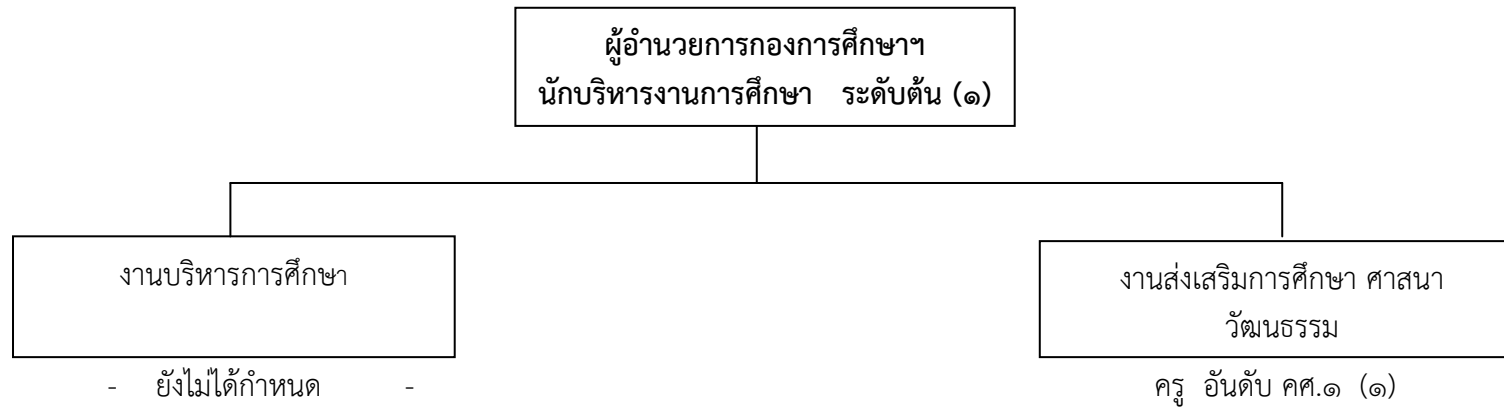 ผู้อำนวยการกองการศึกษาฯ
นักบริหารงานการศึกษา ระดับต้น (๑)
งานบริหารการศึกษา
- ยังไม่ได้กำหนด -
งานส่งเสริมการศึกษา ศาสนา
วัฒนธรรม
ครู อันดับ คศ.๑ (๑)